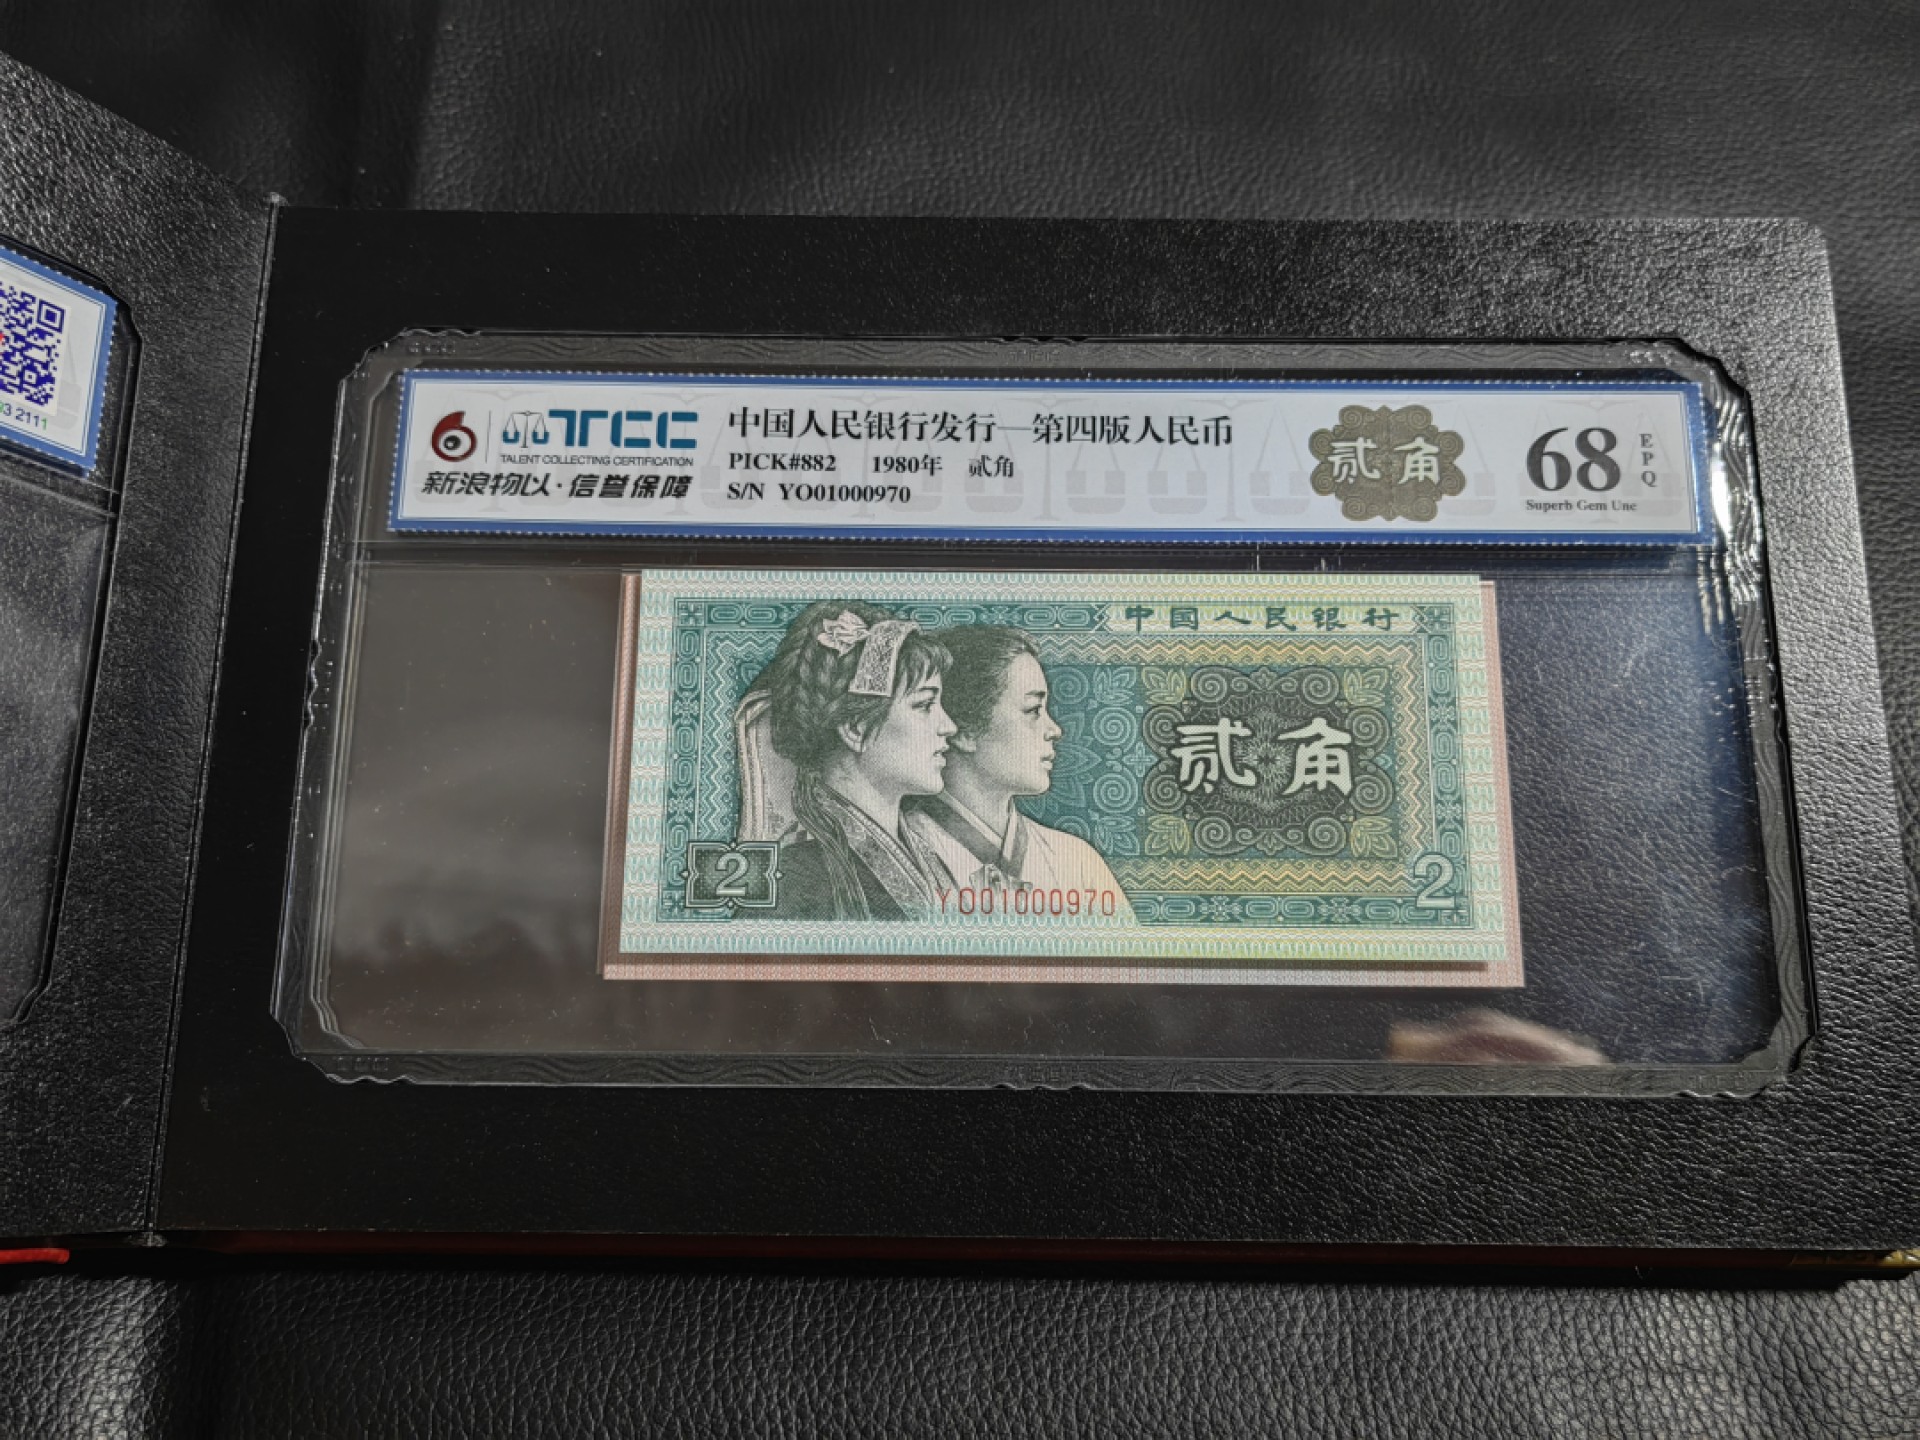 3 2111
TCC
TALENT COLLECTING CERTIFICATION
新浪物以·信誉保障
中国人民银行发行—第四版人民币
PICK#882 1980年 贰角
S/N YO01000970
贰角
68 EPQ
Superb Gem Unc
中国人民银行
贰角
2
YO01000970
2